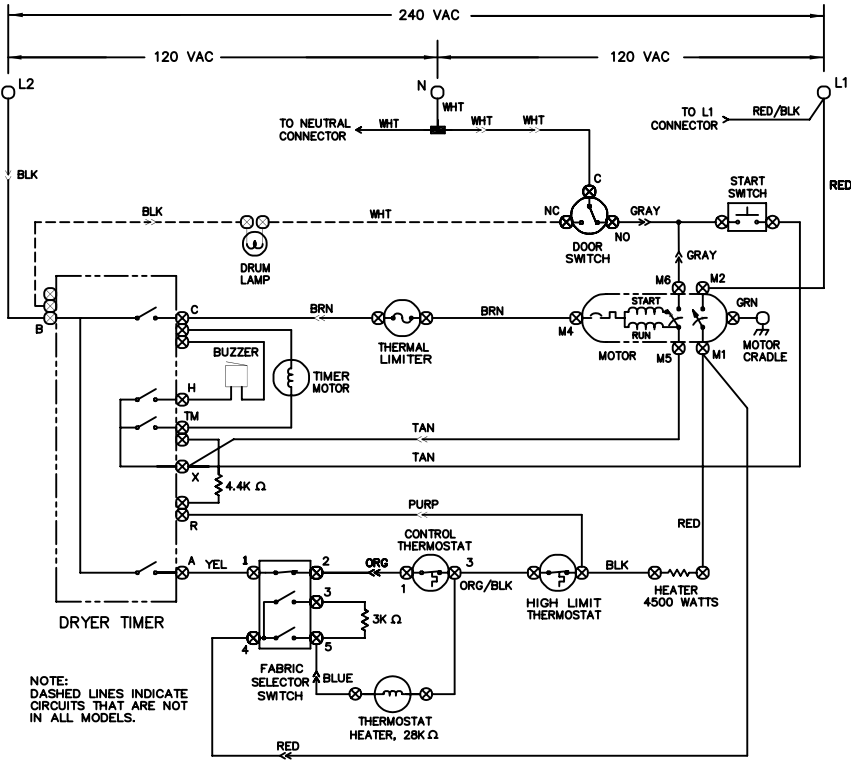 240 VAC
120 VAC
120 VAC
L2
N
L1
WHT
TO NEUTRAL
CONNECTOR
WHT
WHT
WHT
TO L1
CONNECTOR
RED/BLK
BLK
C
START
SWITCH
RED
BLK
WHT
NC
GRAY
NO
DRUM
LAMP
DOOR
SWITCH
GRAY
M6
M2
B
C
BRN
BRN
M4
START
RUN
GRN
THERMAL
LIMITER
MOTOR
M5
M1
MOTOR
CRADLE
BUZZER
TIMER
MOTOR
H
TM
TAN
TAN
X
4.4K Ω
PURP
R
RED
CONTROL
THERMOSTAT
A
YEL
1
2
ORG
1
3
ORG/BLK
BLK
HIGH LIMIT
THERMOSTAT
HEATER
4500 WATTS
3
3K Ω
DRYER TIMER
4
5
FABRIC
SELECTOR
SWITCH
BLUE
NOTE:
DASHED LINES INDICATE
CIRCUITS THAT ARE NOT
IN ALL MODELS.
THERMOSTAT
HEATER, 28K Ω
RED